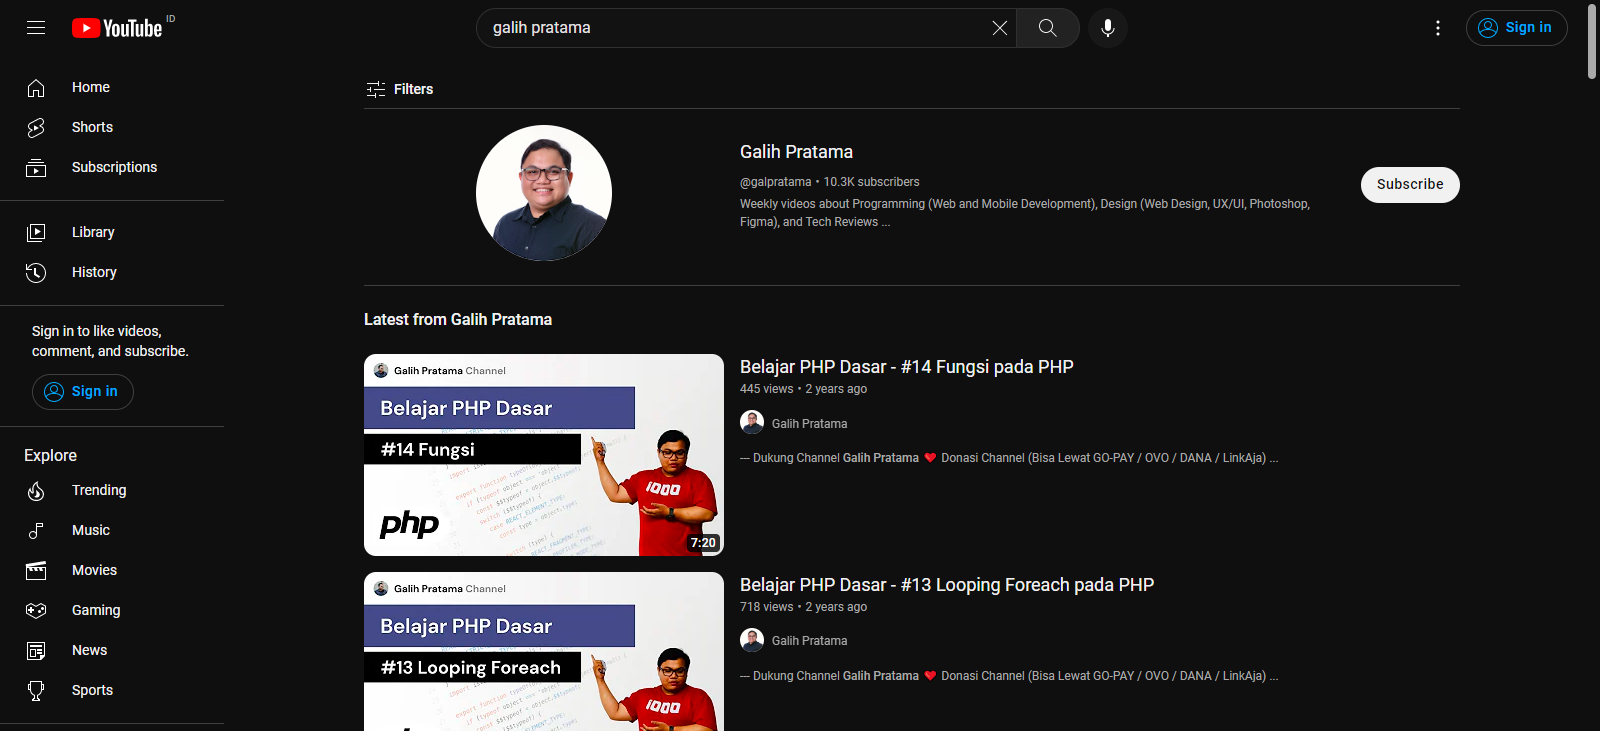 YouTube ID
galih pratama
Sign in
Home
Shorts
Subscriptions
Library
History
Sign in to like videos,
comment, and subscribe.
Sign in
Explore
Trending
Music
Movies
Gaming
News
Sports
Filters
Galih Pratama
@galpratama • 10.3K subscribers
Weekly videos about Programming (Web and Mobile Development), Design (Web Design, UX/UI, Photoshop,
Figma), and Tech Reviews ...
Subscribe
Latest from Galih Pratama
Galih Pratama Channel
Belajar PHP Dasar
#14 Fungsi
php
7:20
Belajar PHP Dasar - #14 Fungsi pada PHP
445 views • 2 years ago
Galih Pratama
--- Dukung Channel Galih Pratama ❤ Donasi Channel (Bisa Lewat GO-PAY / OVO / DANA / LinkAja) ...
Galih Pratama Channel
Belajar PHP Dasar
#13 Looping Foreach
Belajar PHP Dasar - #13 Looping Foreach pada PHP
718 views • 2 years ago
Galih Pratama
--- Dukung Channel Galih Pratama ❤ Donasi Channel (Bisa Lewat GO-PAY / OVO / DANA / LinkAja) ...